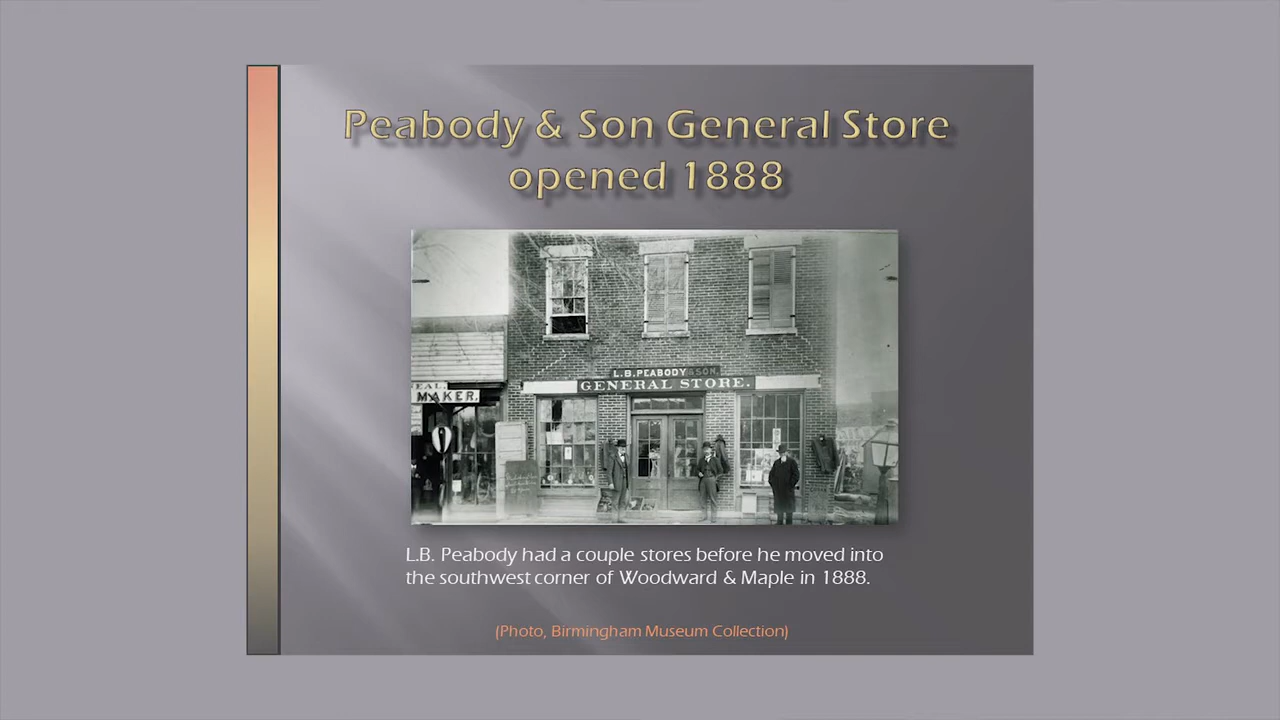 Peabody & Son General Store
opened 1888
L.B. PEABODY & SON.
GENERAL STORE.
EAL.
MAKER.
L.B. Peabody had a couple stores before he moved into
the southwest corner of Woodward & Maple in 1888.
(Photo, Birmingham Museum Collection)